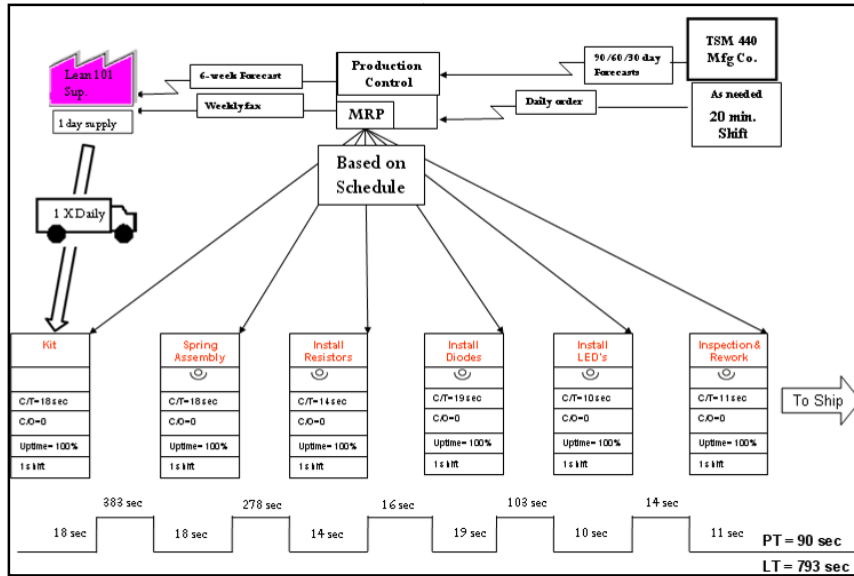 Lean 101
Sup.
1 day supply
6-week Forecast
Weekly fax
Production
Control
MRP
90/60/30 day
Forecasts
Daily order
TSM 440
Mfg Co.
As needed
20 min.
Shift
Based on
Schedule
1 X Daily
Kit
C/T=18 sec
C/O=0
Uptime= 100%
1 shift
Spring
Assembly
C/T=18 sec
C/O=0
Uptime= 100%
1 shift
Install
Resistors
C/T=14 sec
C/O=0
Uptime= 100%
1 shift
Install
Diodes
C/T=19 sec
C/O=0
Uptime= 100%
1 shift
Install
LED's
C/T=10 sec
C/O=0
Uptime= 100%
1 shift
Inspection &
Rework
C/T=11 sec
C/O=0
Uptime= 100%
1 shift
To Ship
383 sec
278 sec
16 sec
103 sec
14 sec
18 sec
18 sec
14 sec
19 sec
10 sec
11 sec
PT = 90 sec
LT = 793 sec